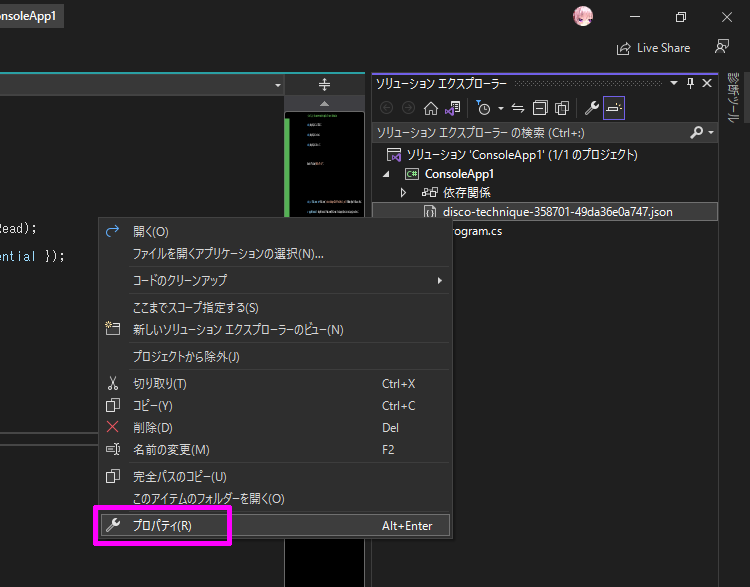 onsoleApp1
Live Share
ソリューション エクスプローラー
診断ツール
ソリューション エクスプローラー の検索 (Ctrl+:)
ソリューション 'ConsoleApp1' (1/1 のプロジェクト)
C# ConsoleApp1
依存関係
disco-technique-358701-49da36e0a747.json
rogram.cs
Read);
ential });
開く(O)
ファイルを開くアプリケーションの選択(N)...
コードのクリーンアップ
ここまでスコープ指定する(S)
新しいソリューション エクスプローラーのビュー(N)
プロジェクトから除外(J)
切り取り(T) Ctrl+X
コピー(Y) Ctrl+C
削除(D) Del
名前の変更(M) F2
完全パスのコピー(U)
このアイテムのフォルダーを開く(O)
プロパティ(R) Alt+Enter